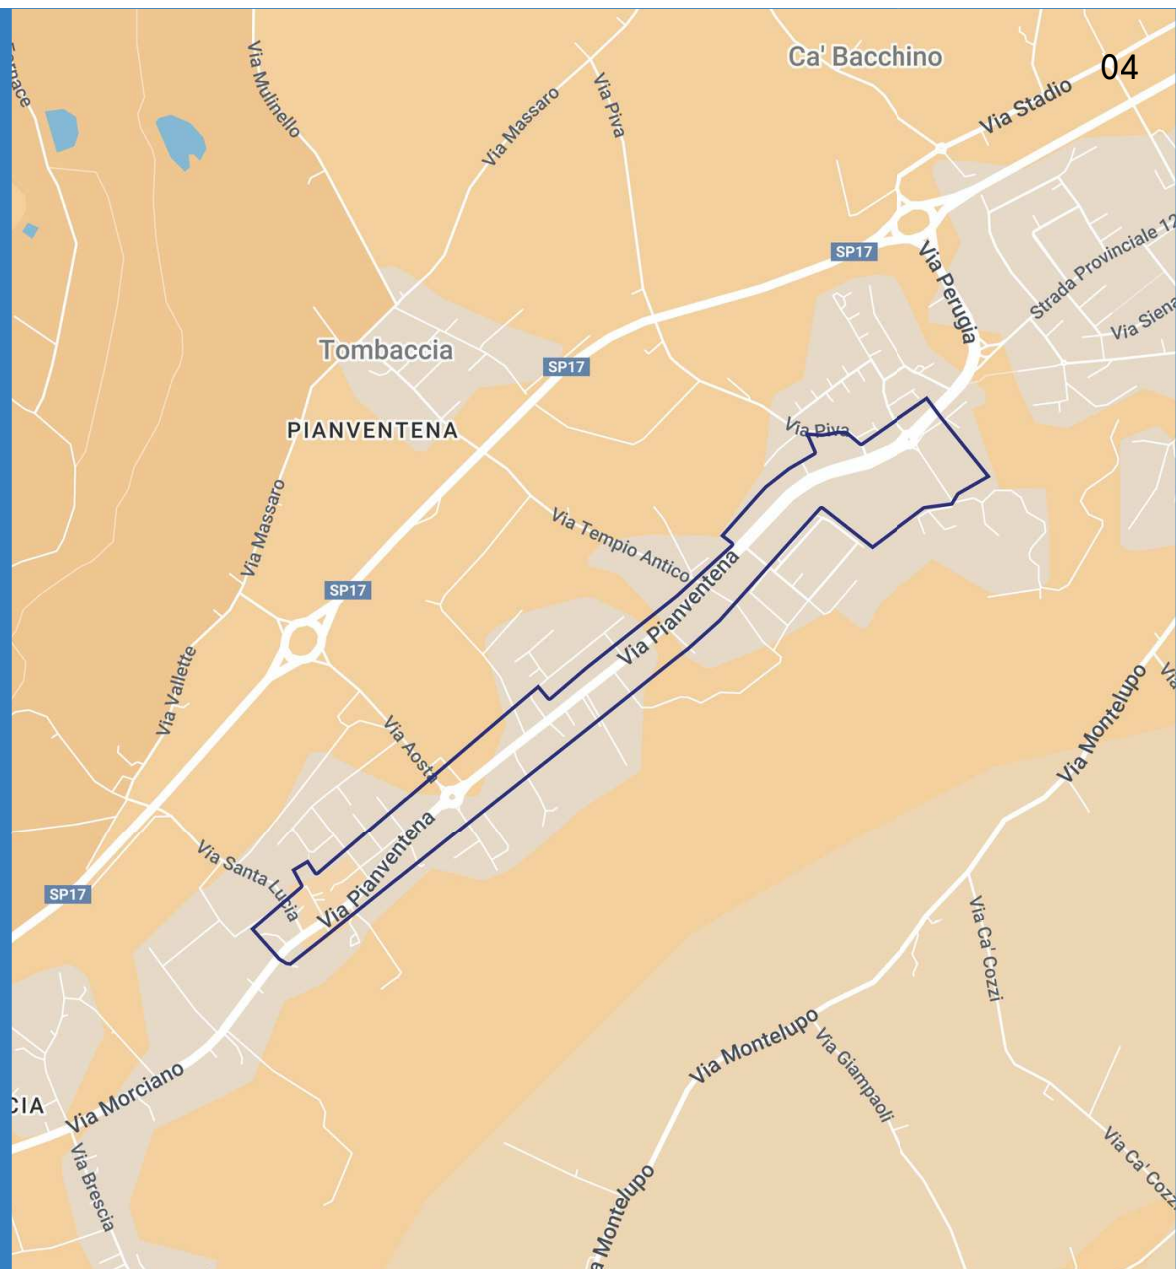 Ca' Bacchino
04
Via Stadio
Via Mulinello
Via Massaro
Via Piva
SP17
Via Perugia
Strada Provinciale 12
Via Siena
Tombaccia
SP17
PIANVENTENA
Via Piva
Via Massaro
Via Tempio Antico
SP17
Via Pianventena
Via Vallette
Via Aosta
Via Montelupo
Via Santa Lucia
Via Pianventena
SP17
Via Ca' Cozzi
Via Montelupo
Via Giampaoli
Via Morciano
CIA
Via Brescia
Via Ca' Cozzi
a Montelupo